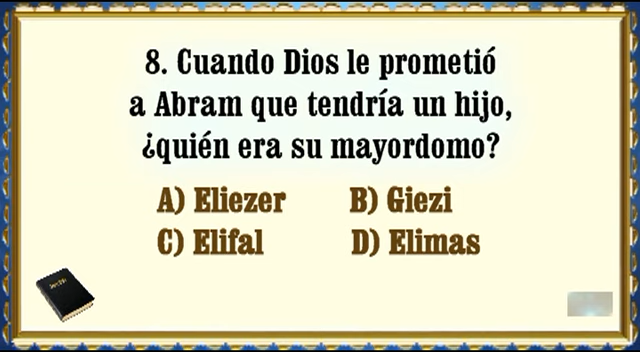 8. Cuando Dios le prometió
a Abram que tendría un hijo,
¿quién era su mayordomo?
A) Eliezer B) Giezi
C) Elifal D) Elimas